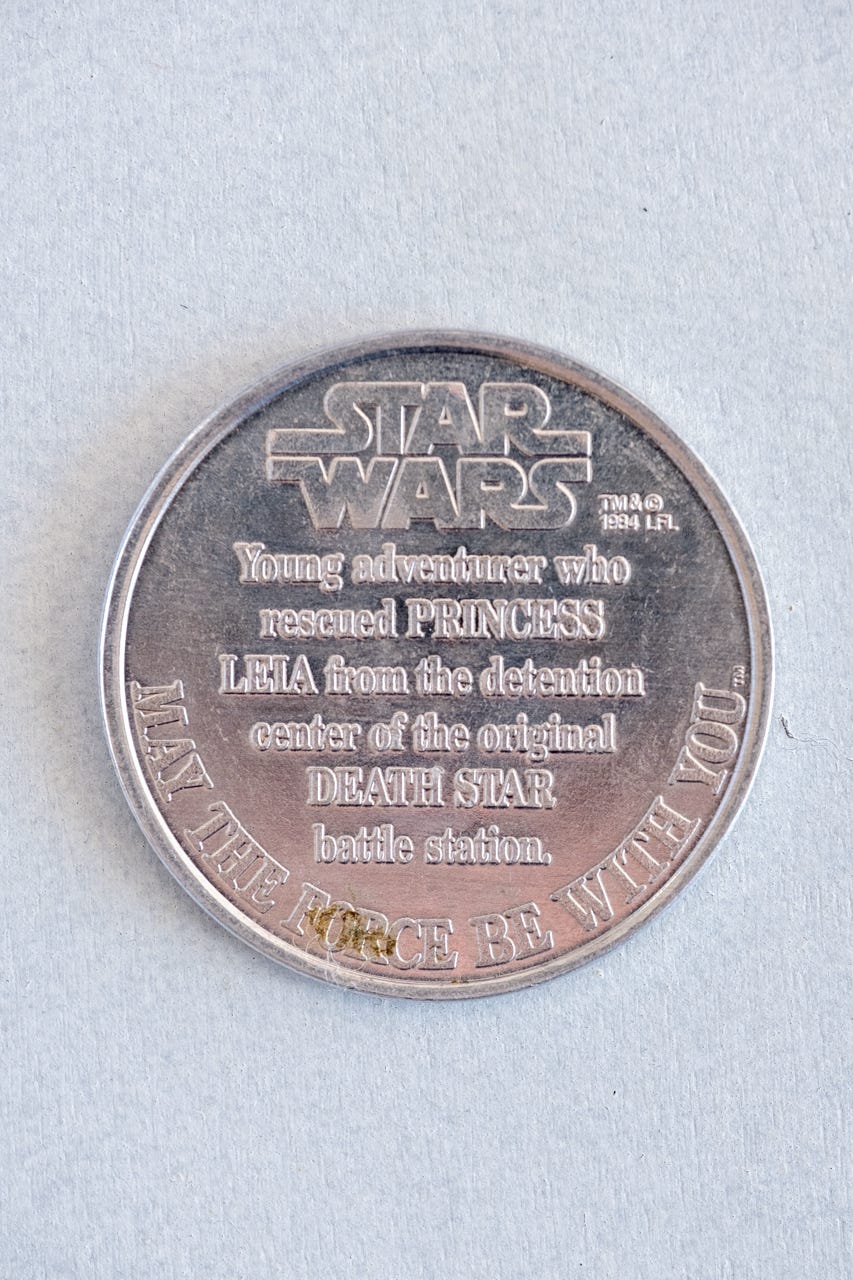 STAR
WARS
TM & ©
1994 LFL
Young adventurer who
rescued PRINCESS
LEIA from the detention
center of the original
DEATH STAR
battle station.
MAY THE FORCE BE WITH YOU ™